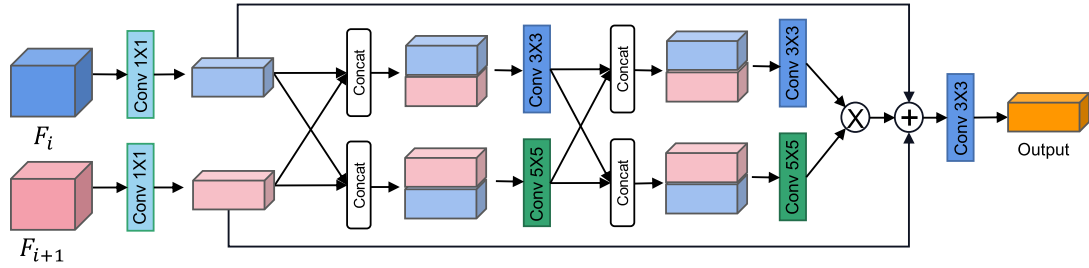 F_i
Conv 1X1
Concat
Conv 3X3
Concat
Conv 3X3
X
+
Conv 3X3
Output
F_{i+1}
Conv 1X1
Concat
Conv 5X5
Concat
Conv 5X5